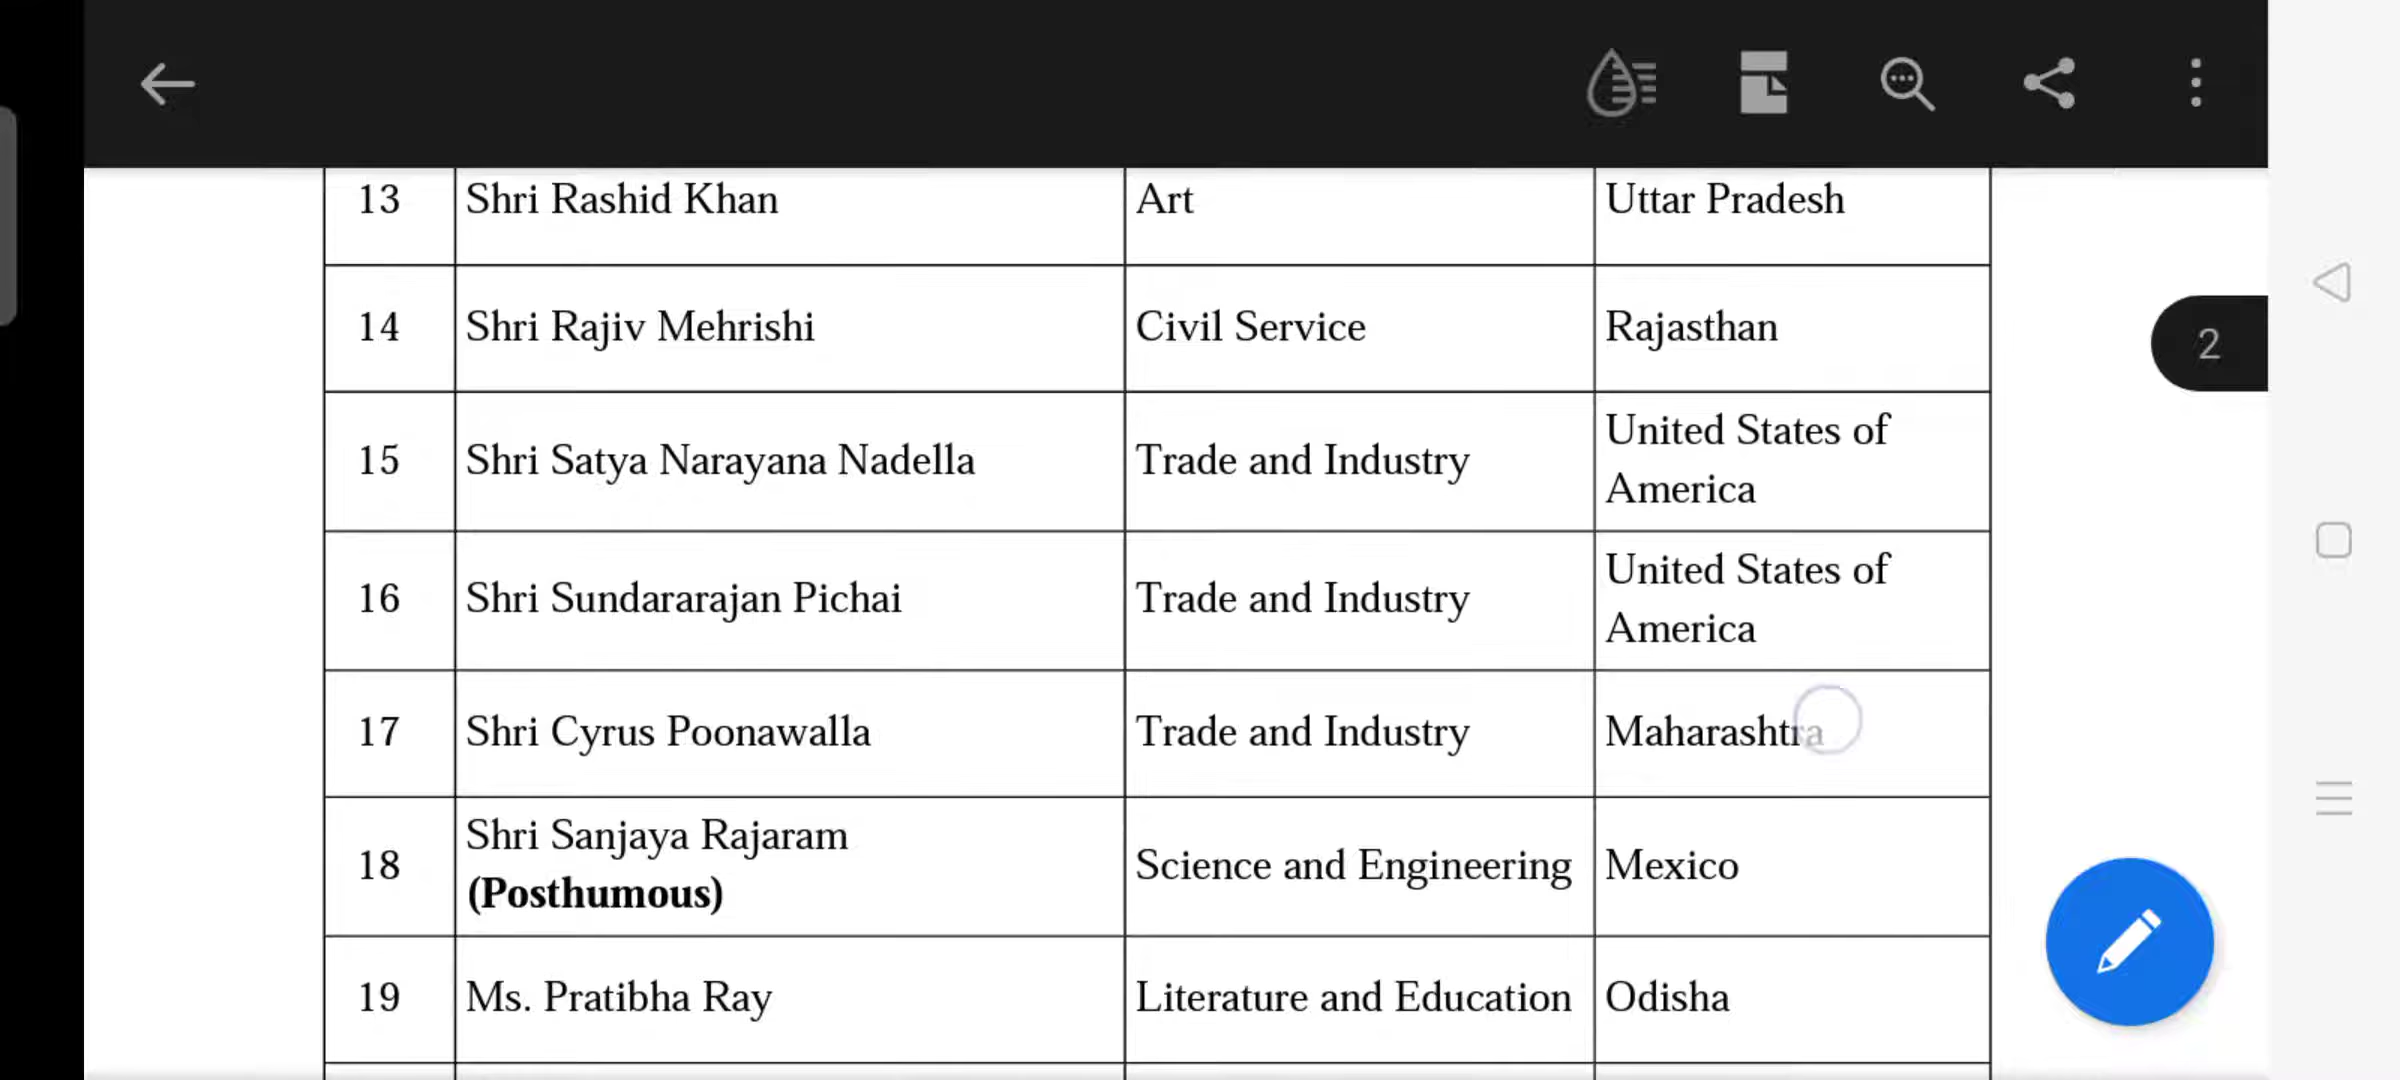 13 Shri Rashid Khan Art Uttar Pradesh
14 Shri Rajiv Mehrishi Civil Service Rajasthan
2
15 Shri Satya Narayana Nadella Trade and Industry United States of
America
16 Shri Sundararajan Pichai Trade and Industry United States of
America
17 Shri Cyrus Poonawalla Trade and Industry Maharashtra
18 Shri Sanjaya Rajaram
(Posthumous) Science and Engineering Mexico
19 Ms. Pratibha Ray Literature and Education Odisha